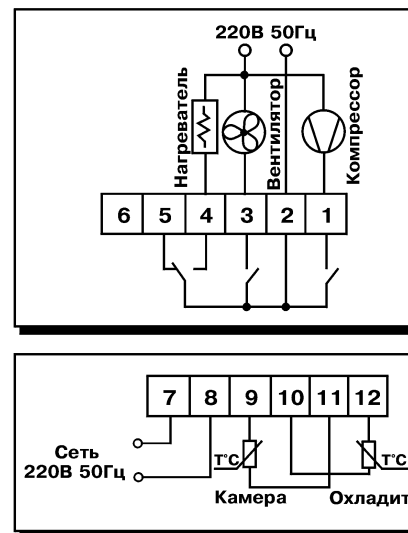 220В 50Гц
Нагреватель
Вентилятор
Компрессор
6 5 4 3 2 1
7 8 9 10 11 12
Сеть
220В 50Гц
T°C
T°C
Камера
Охладит